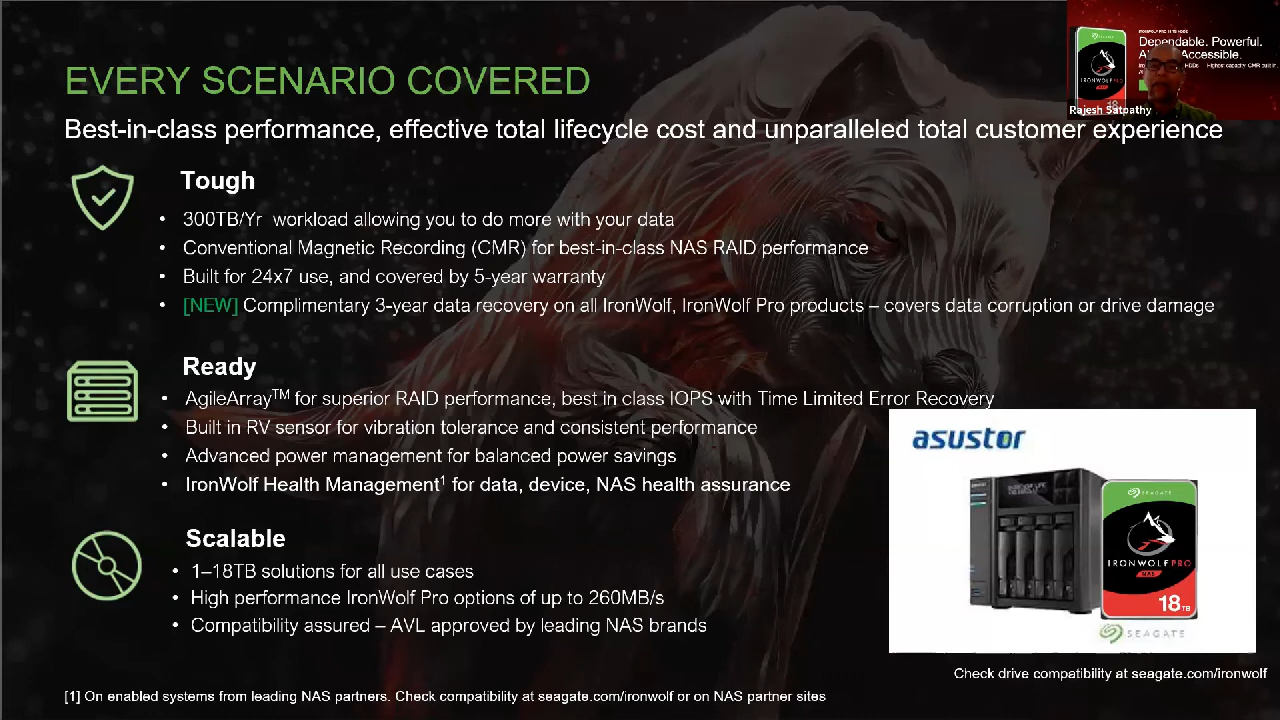 EVERY SCENARIO COVERED
Dependable. Powerful.
Accessible.
Rajesh Satpathy
Best-in-class performance, effective total lifecycle cost and unparalleled total customer experience
Tough
• 300TB/Yr workload allowing you to do more with your data
• Conventional Magnetic Recording (CMR) for best-in-class NAS RAID performance
• Built for 24x7 use, and covered by 5-year warranty
• [NEW] Complimentary 3-year data recovery on all IronWolf, IronWolf Pro products – covers data corruption or drive damage
Ready
• AgileArray™ for superior RAID performance, best in class IOPS with Time Limited Error Recovery
• Built in RV sensor for vibration tolerance and consistent performance
• Advanced power management for balanced power savings
• IronWolf Health Management¹ for data, device, NAS health assurance
Scalable
• 1–18TB solutions for all use cases
• High performance IronWolf Pro options of up to 260MB/s
• Compatibility assured – AVL approved by leading NAS brands
asustor
SEAGATE
IRONWOLF PRO
NAS
18TB
SEAGATE
Check drive compatibility at seagate.com/ironwolf
[1] On enabled systems from leading NAS partners. Check compatibility at seagate.com/ironwolf or on NAS partner sites